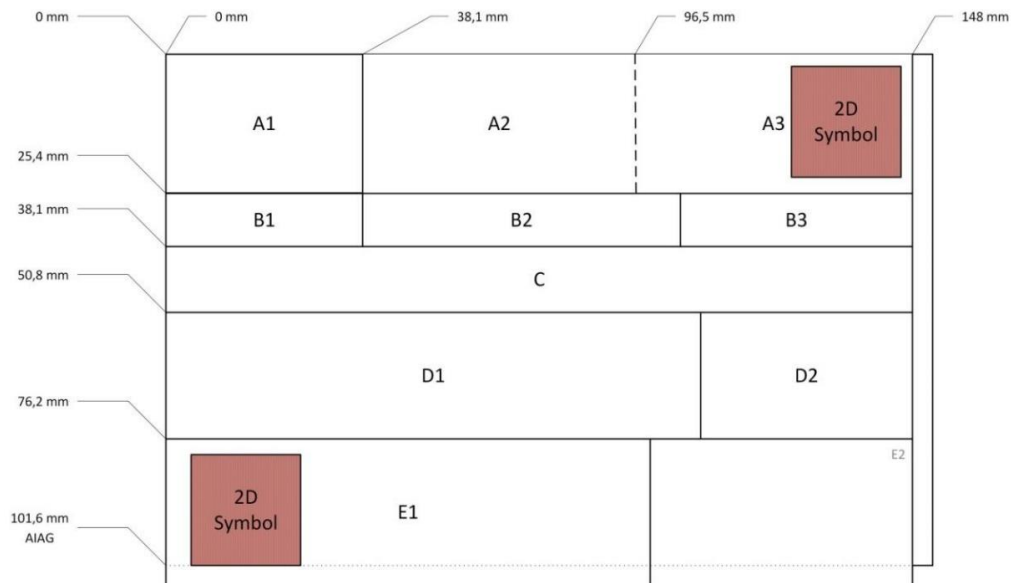 0 mm
0 mm
38,1 mm
96,5 mm
148 mm
A1
A2
A3
2D
Symbol
25,4 mm
38,1 mm
B1
B2
B3
50,8 mm
C
D1
D2
76,2 mm
E2
2D
Symbol
E1
101,6 mm
AIAG